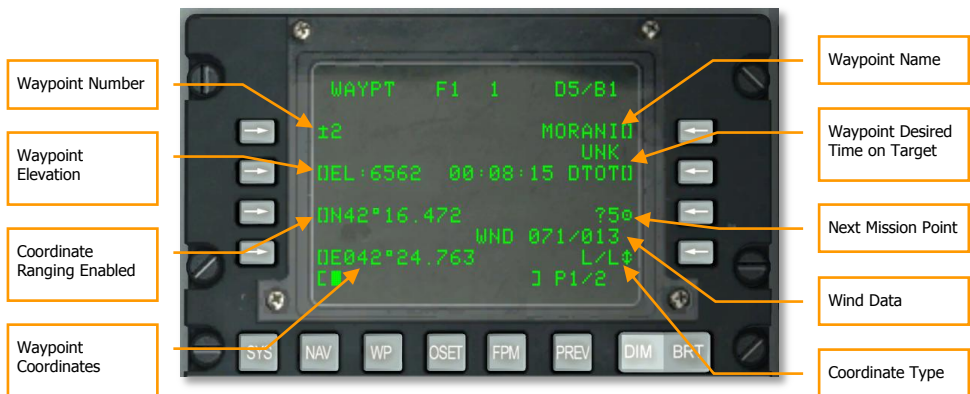 Waypoint Number
Waypoint
Elevation
Coordinate
Ranging Enabled
Waypoint
Coordinates
WAYPT F1 1 D5/B1
±2 MORANI[]
UNK
[]EL:6562 00:08:15 DTOT[]
[]N42°16.472 ?5⊙
WND 071/013
[]E042°24.763 L/L↕
[█ ] P1/2
SYS NAV WP OSET FPM PREV DIM BRT
Waypoint Name
Waypoint Desired
Time on Target
Next Mission Point
Wind Data
Coordinate Type